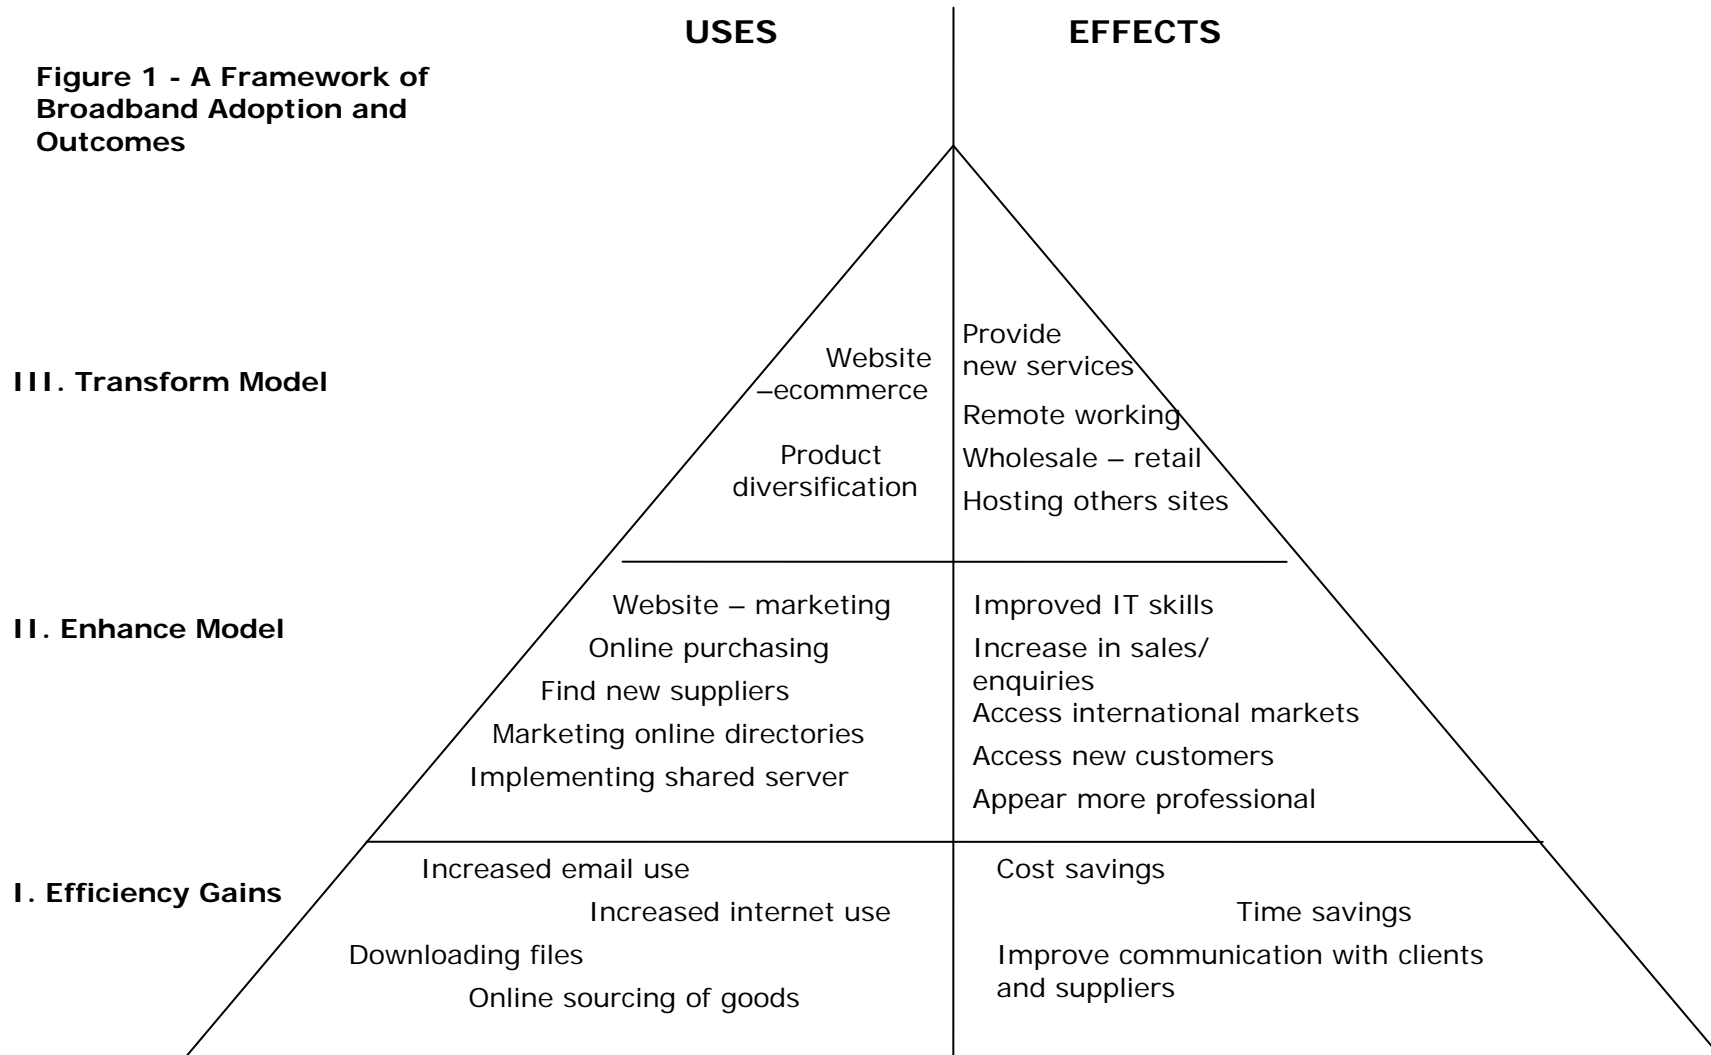 USES
EFFECTS
Figure 1 - A Framework of
Broadband Adoption and
Outcomes
III. Transform Model
Website
–ecommerce
Product
diversification
Provide
new services
Remote working
Wholesale – retail
Hosting others sites
II. Enhance Model
Website – marketing
Online purchasing
Find new suppliers
Marketing online directories
Implementing shared server
Improved IT skills
Increase in sales/
enquiries
Access international markets
Access new customers
Appear more professional
I. Efficiency Gains
Increased email use
Increased internet use
Downloading files
Online sourcing of goods
Cost savings
Time savings
Improve communication with clients
and suppliers